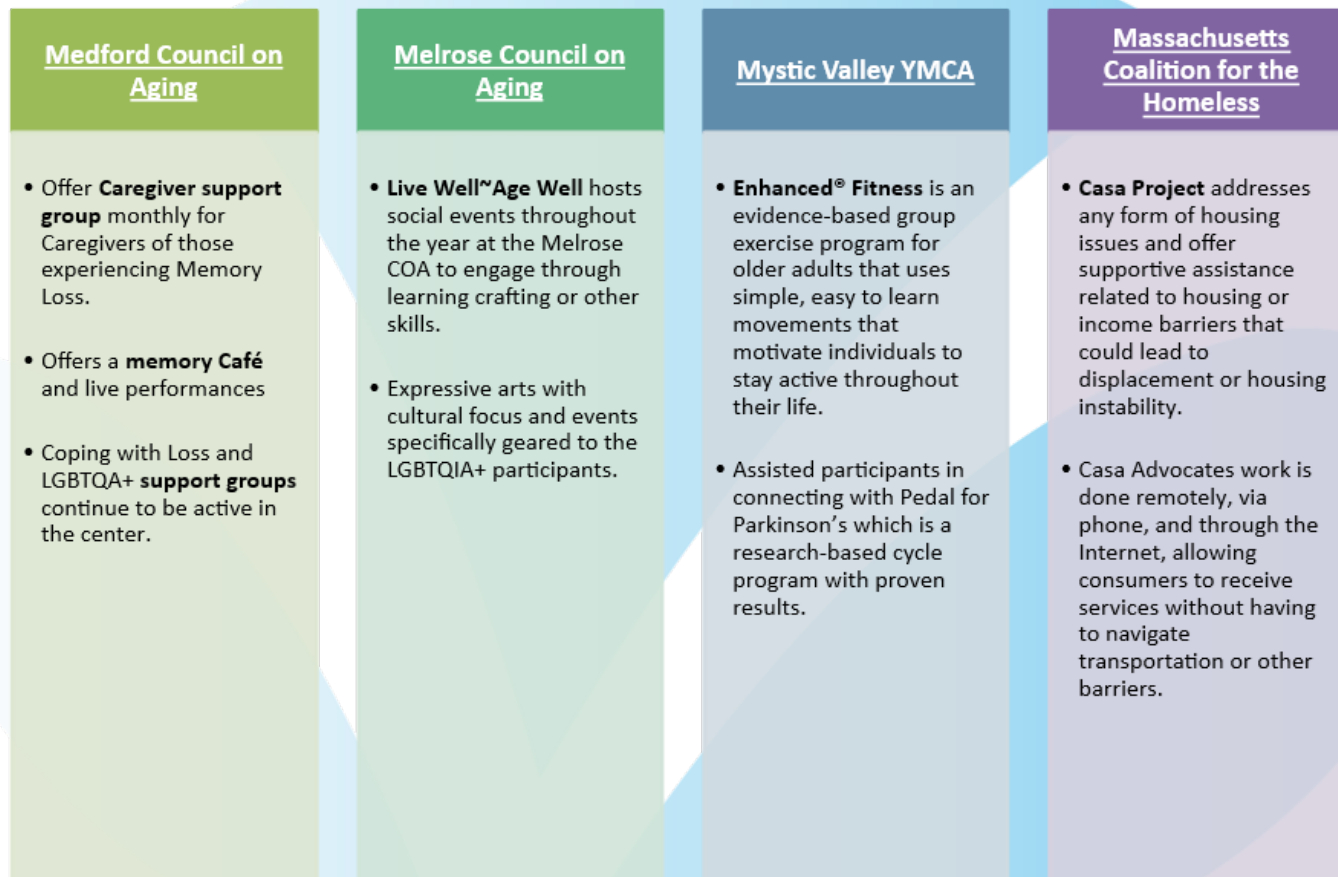 Medford Council on
Aging
• Offer Caregiver support
group monthly for
Caregivers of those
experiencing Memory
Loss.
• Offers a memory Café
and live performances
• Coping with Loss and
LGBTQA+ support groups
continue to be active in
the center.
Melrose Council on
Aging
• Live Well~Age Well hosts
social events throughout
the year at the Melrose
COA to engage through
learning crafting or other
skills.
• Expressive arts with
cultural focus and events
specifically geared to the
LGBTQIA+ participants.
Mystic Valley YMCA
• Enhanced® Fitness is an
evidence-based group
exercise program for
older adults that uses
simple, easy to learn
movements that
motivate individuals to
stay active throughout
their life.
• Assisted participants in
connecting with Pedal for
Parkinson’s which is a
research-based cycle
program with proven
results.
Massachusetts
Coalition for the
Homeless
• Casa Project addresses
any form of housing
issues and offer
supportive assistance
related to housing or
income barriers that
could lead to
displacement or housing
instability.
• Casa Advocates work is
done remotely, via
phone, and through the
Internet, allowing
consumers to receive
services without having
to navigate
transportation or other
barriers.